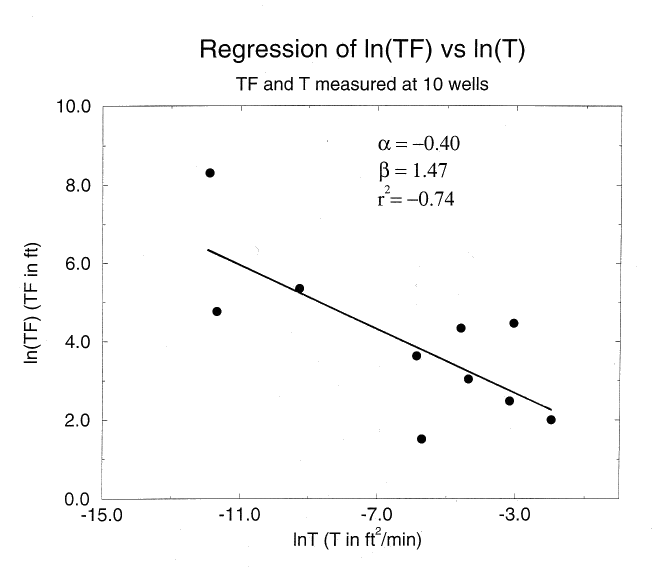 Regression of ln(TF) vs ln(T)
TF and T measured at 10 wells
α = −0.40
β = 1.47
r²= −0.74
ln(TF) (TF in ft)
10.0
8.0
6.0
4.0
2.0
0.0
-15.0 -11.0 -7.0 -3.0
lnT (T in ft²/min)